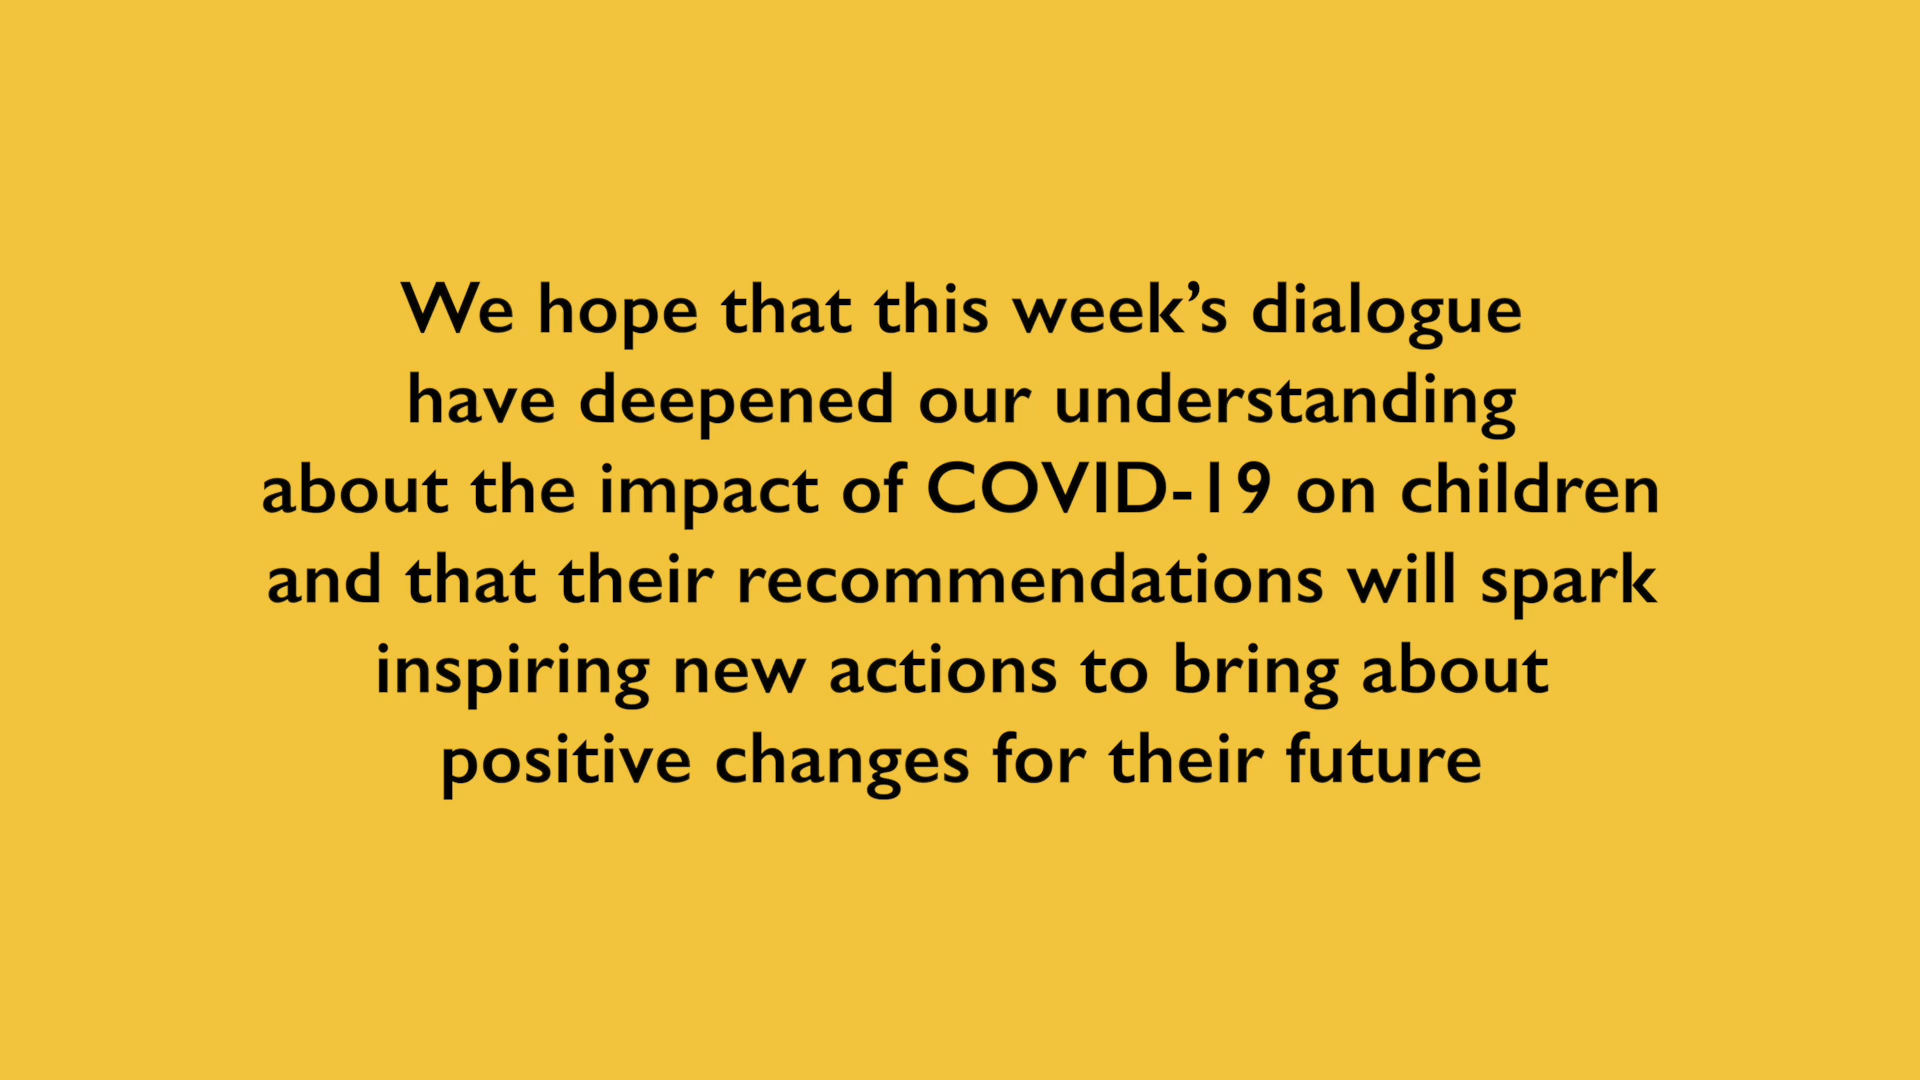 We hope that this week’s dialogue
have deepened our understanding
about the impact of COVID-19 on children
and that their recommendations will spark
inspiring new actions to bring about
positive changes for their future